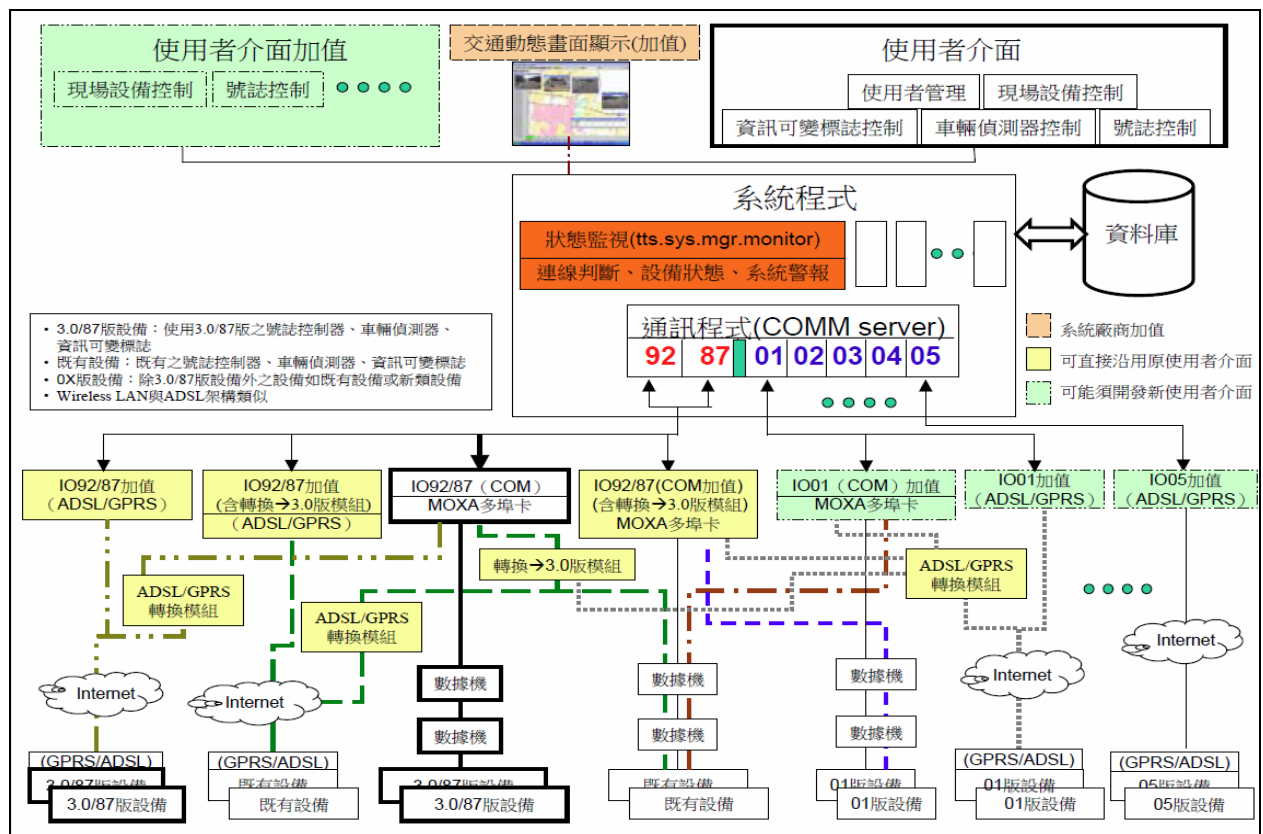 使用者介面加值
現場設備控制
號誌控制
交通動態畫面顯示(加值)
使用者介面
使用者管理
現場設備控制
資訊可變標誌控制
車輛偵測器控制
號誌控制
系統程式
狀態監視(tts.sys.mgr.monitor)
連線判斷、設備狀態、系統警報
資料庫
通訊程式(COMM server)
92 87 01 02 03 04 05
• 3.0/87版設備：使用3.0/87版之號誌控制器、車輛偵測器、
資訊可變標誌
• 既有設備：既有之號誌控制器、車輛偵測器、資訊可變標誌
• 0X版設備：除3.0/87版設備外之設備如既有設備或新類設備
• Wireless LAN與ADSL架構類似
系統廠商加值
可直接沿用原使用者介面
可能須開發新使用者介面
IO92/87加值
（ADSL/GPRS）
IO92/87加值
(含轉換→3.0版模組)
（ADSL/GPRS）
IO92/87（COM）
MOXA多埠卡
IO92/87(COM加值)
(含轉換→3.0版模組)
MOXA多埠卡
IO01（COM）加值
MOXA多埠卡
IO01加值
(ADSL/GPRS)
IO05加值
(ADSL/GPRS)
轉換→3.0版模組
ADSL/GPRS
轉換模組
ADSL/GPRS
轉換模組
ADSL/GPRS
轉換模組
Internet
Internet
Internet
Internet
數據機
數據機
數據機
數據機
數據機
數據機
(GPRS/ADSL)
3.0/87版設備
3.0/87版設備
(GPRS/ADSL)
既有設備
既有設備
3.0/87版設備
3.0/87版設備
既有設備
既有設備
01版設備
01版設備
(GPRS/ADSL)
01版設備
01版設備
(GPRS/ADSL)
05版設備
05版設備